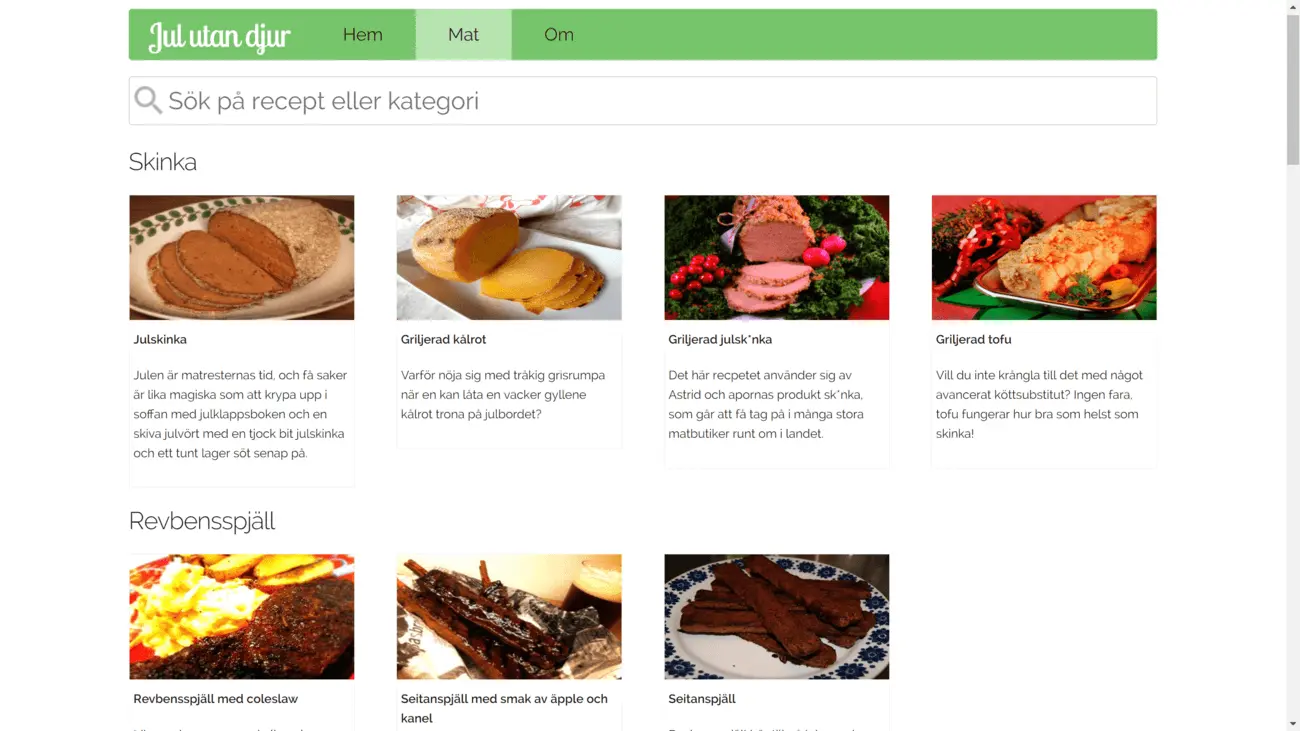 Jul utan djur
Hem
Mat
Om
Sök på recept eller kategori
Skinka
Julskinka
Julen är matresternas tid, och få saker
är lika magiska som att krypa upp i
soffan med julklappsboken och en
skiva julvört med en tjock bit julskinka
och ett tunt lager söt senap på.
Griljerad kålrot
Varför nöja sig med tråkig grisrumpa
när en kan låta en vacker gyllene
kålrot trona på julbordet?
Griljerad julsk*nka
Det här recpetet använder sig av
Astrid och apornas produkt sk*nka,
som går att få tag på i många stora
matbutiker runt om i landet.
Griljerad tofu
Vill du inte krångla till det med något
avancerat köttsubstitut? Ingen fara,
tofu fungerar hur bra som helst som
skinka!
Revbensspjäll
Revbensspjäll med coleslaw
Seitanspjäll med smak av äpple och
kanel
Seitanspjäll